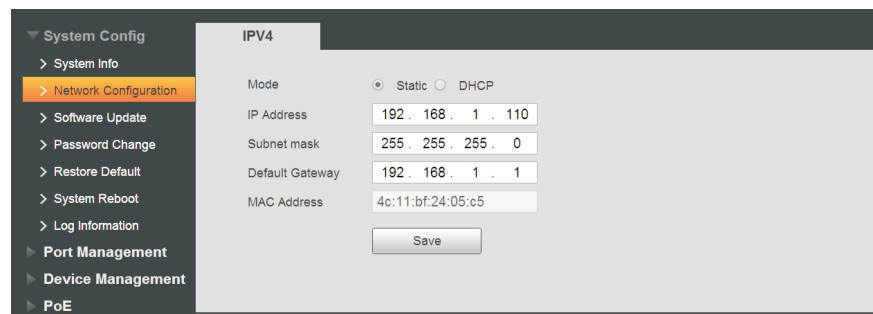 System Config
System Info
Network Configuration
Software Update
Password Change
Restore Default
System Reboot
Log Information
Port Management
Device Management
PoE
IPV4
Mode Static DHCP
IP Address 192 . 168 . 1 . 110
Subnet mask 255 . 255 . 255 . 0
Default Gateway 192 . 168 . 1 . 1
MAC Address 4c:11:bf:24:05:c5
Save